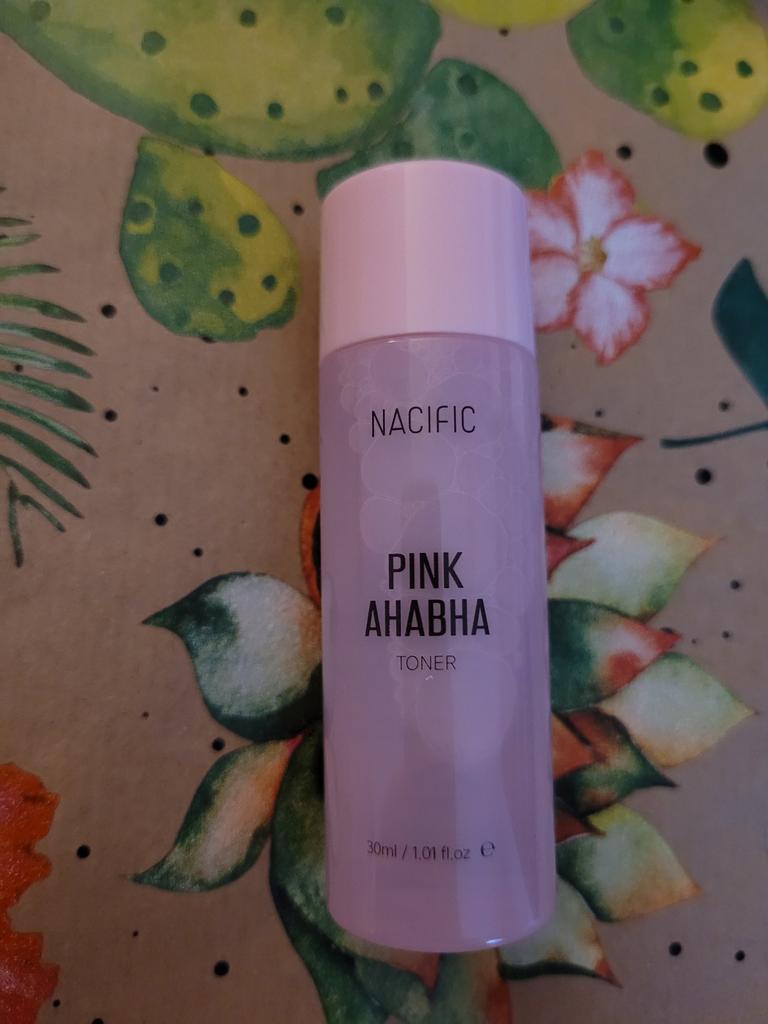 NACIFIC
PINK
AHABHA
TONER
30ml / 1.01 fl.oz ℮